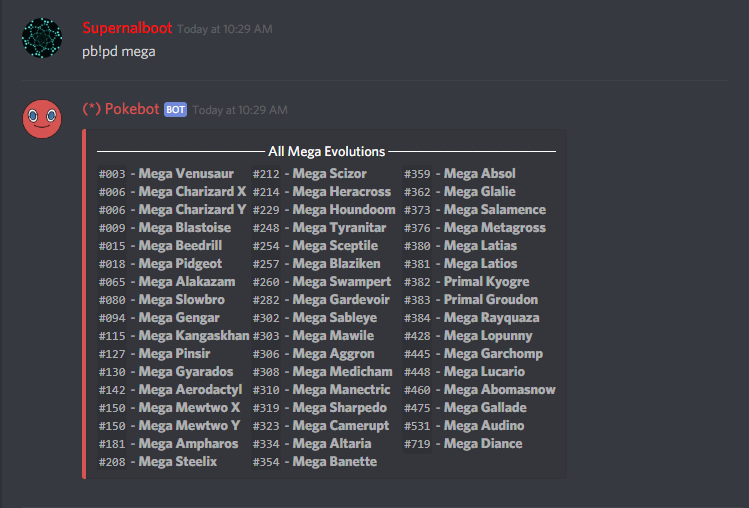 Supernalboot Today at 10:29 AM
pb!pd mega
(*) Pokebot BOT Today at 10:29 AM
All Mega Evolutions
#003 - Mega Venusaur #212 - Mega Scizor #359 - Mega Absol
#006 - Mega Charizard X #214 - Mega Heracross #362 - Mega Glalie
#006 - Mega Charizard Y #229 - Mega Houndoom #373 - Mega Salamence
#009 - Mega Blastoise #248 - Mega Tyranitar #376 - Mega Metagross
#015 - Mega Beedrill #254 - Mega Sceptile #380 - Mega Latias
#018 - Mega Pidgeot #257 - Mega Blaziken #381 - Mega Latios
#065 - Mega Alakazam #260 - Mega Swampert #382 - Primal Kyogre
#080 - Mega Slowbro #282 - Mega Gardevoir #383 - Primal Groudon
#094 - Mega Gengar #302 - Mega Sableye #384 - Mega Rayquaza
#115 - Mega Kangaskhan #303 - Mega Mawile #428 - Mega Lopunny
#127 - Mega Pinsir #306 - Mega Aggron #445 - Mega Garchomp
#130 - Mega Gyarados #308 - Mega Medicham #448 - Mega Lucario
#142 - Mega Aerodactyl #310 - Mega Manectric #460 - Mega Abomasnow
#150 - Mega Mewtwo X #319 - Mega Sharpedo #475 - Mega Gallade
#150 - Mega Mewtwo Y #323 - Mega Camerupt #531 - Mega Audino
#181 - Mega Ampharos #334 - Mega Altaria #719 - Mega Diance
#208 - Mega Steelix #354 - Mega Banette